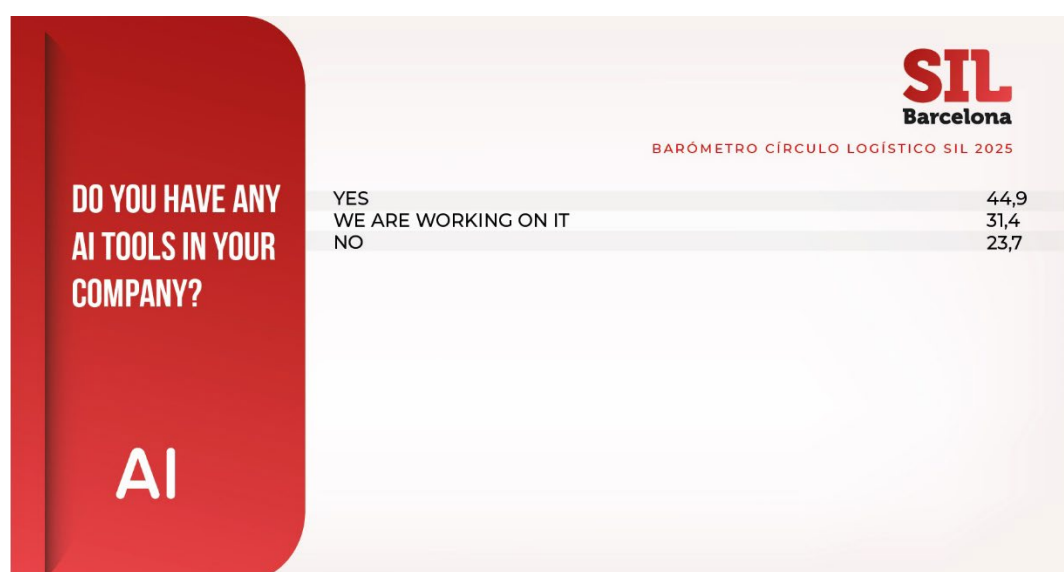 SIL
Barcelona
BARÓMETRO CÍRCULO LOGÍSTICO SIL 2025
DO YOU HAVE ANY
AI TOOLS IN YOUR
COMPANY?
YES 44,9
WE ARE WORKING ON IT 31,4
NO 23,7
AI